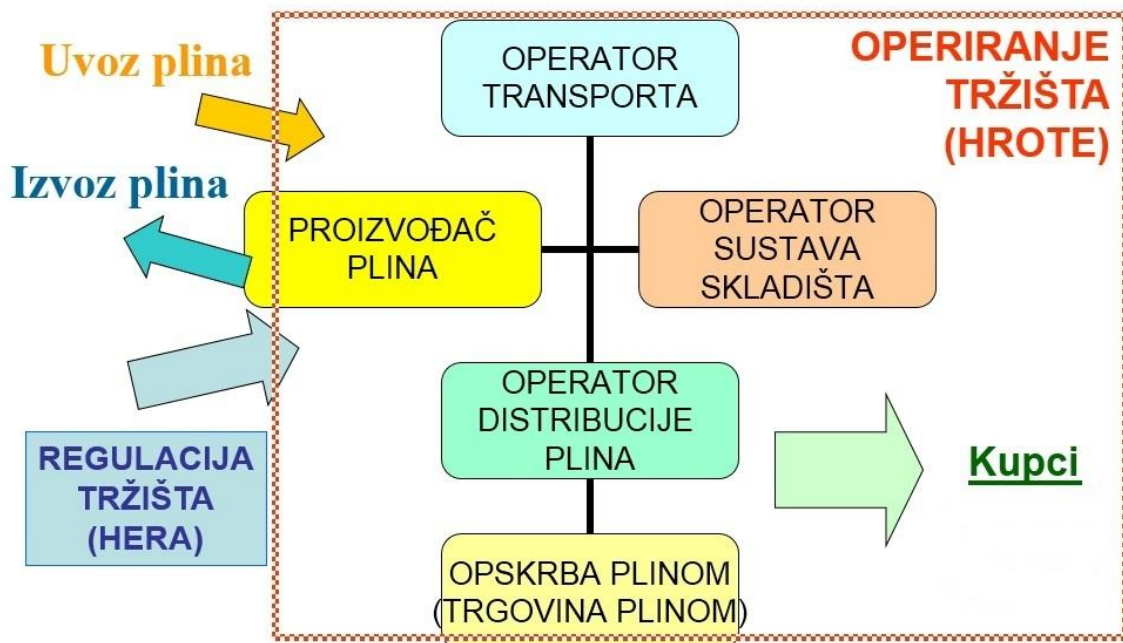 Uvoz plina
OPERATOR
TRANSPORTA
OPERIRANJE
TRŽIŠTA
(HROTE)
Izvoz plina
PROIZVOĐAČ
PLINA
OPERATOR
SUSTAVA
SKLADIŠTA
REGULACIJA
TRŽIŠTA
(HERA)
OPERATOR
DISTRIBUCIJE
PLINA
Kupci
OPSKRBA PLINOM
(TRGOVINA PLINOM)